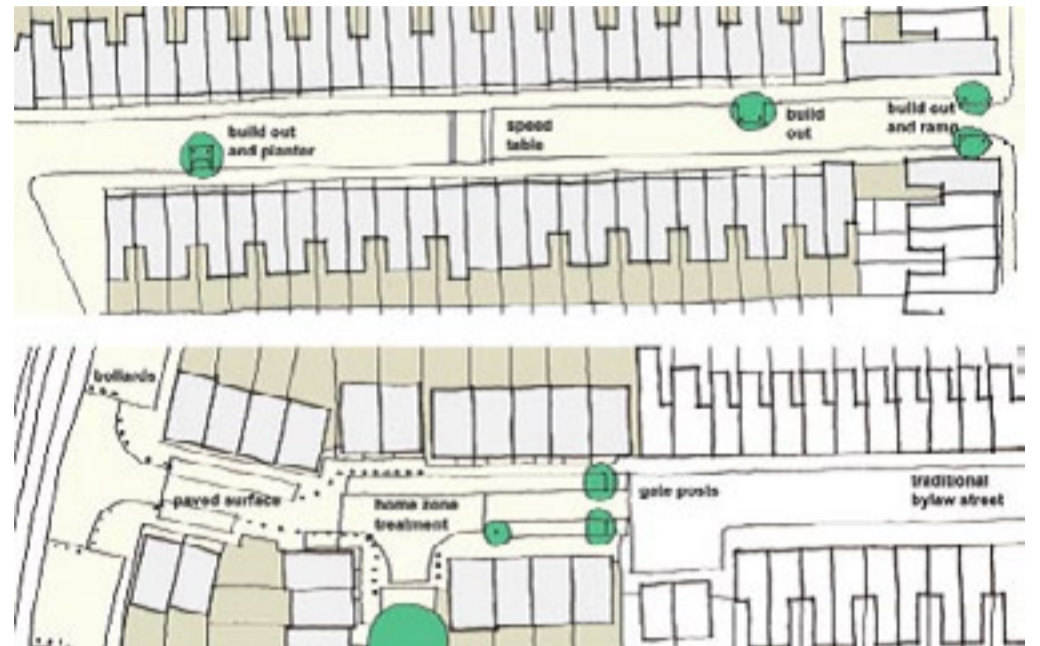 build out
and planter
speed
table
build
out
build out
and ramp
bollards
paved surface
home zone
treatment
gate posts
traditional
bylaw street